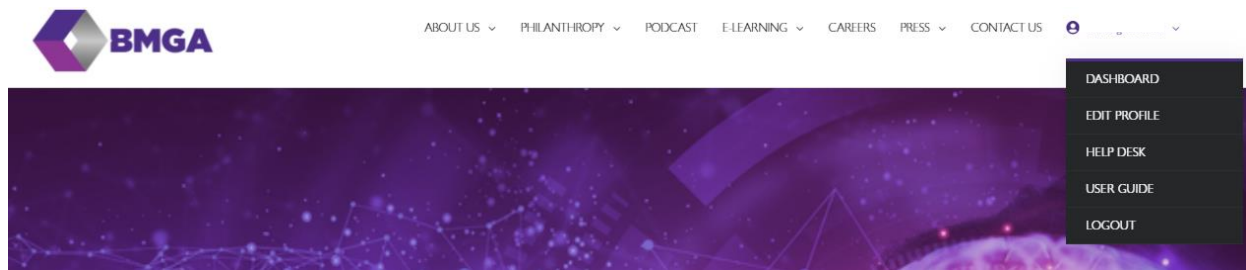 BMGA
ABOUT US PHILANTHROPY PODCAST E-LEARNING CAREERS PRESS CONTACT US
DASHBOARD
EDIT PROFILE
HELP DESK
USER GUIDE
LOGOUT